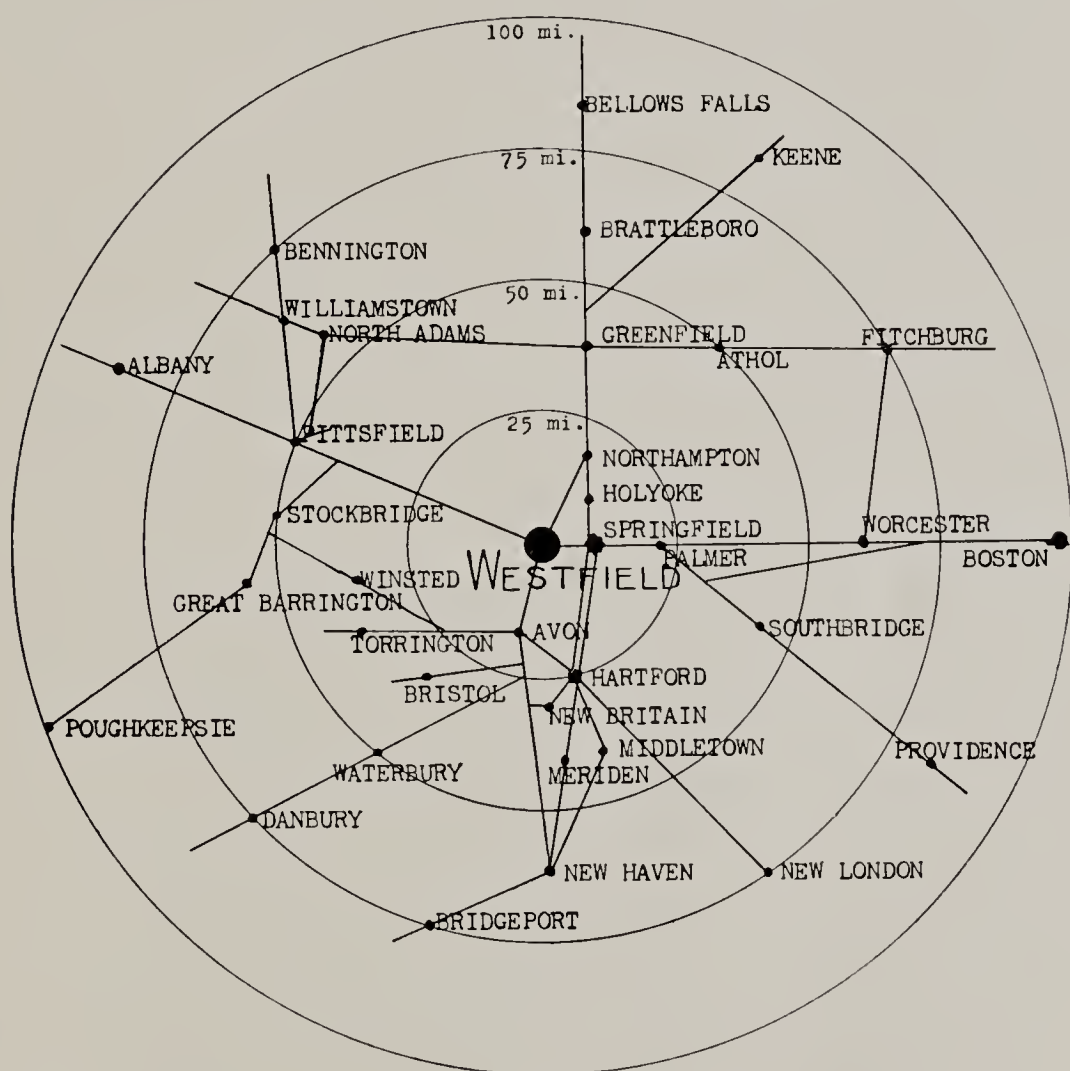 100 mi.
BELLOWS FALLS
75 mi.
KEENE
BRATTLEBORO
BENNINGTON
50 mi.
WILLIAMSTOWN
NORTH ADAMS
GREENFIELD
FITCHBURG
ATHOL
ALBANY
25 mi.
PITTSFIELD
NORTHAMPTON
HOLYOKE
STOCKBRIDGE
SPRINGFIELD
WORCESTER
PALMER
BOSTON
WESTFIELD
WINSTED
GREAT BARRINGTON
SOUTHBRIDGE
AVON
TORRINGTON
HARTFORD
BRISTOL
NEW BRITAIN
POUGHKEEPSIE
MIDDLETOWN
PROVIDENCE
WATERBURY
MERIDEN
DANBURY
NEW HAVEN
NEW LONDON
BRIDGEPORT